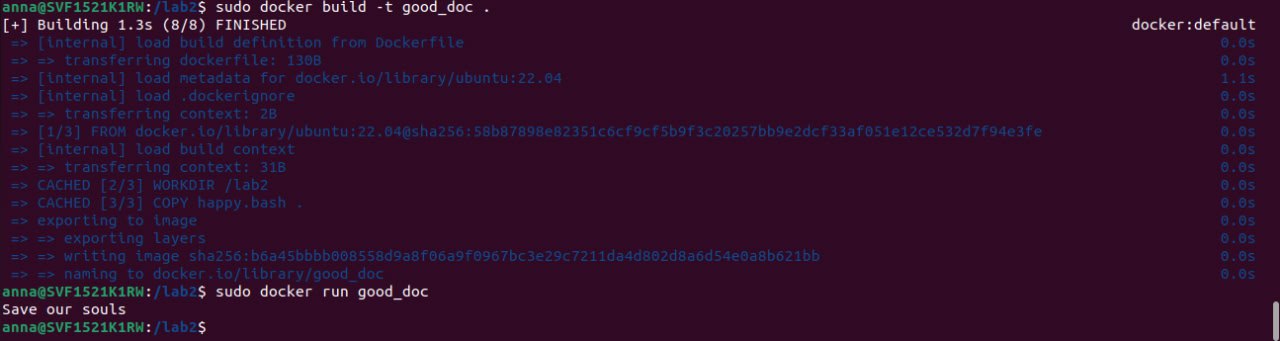 anna@SVF1521K1RW:/lab2$ sudo docker build -t good_doc .
[+] Building 1.3s (8/8) FINISHED docker:default
=> [internal] load build definition from Dockerfile 0.0s
=> => transferring dockerfile: 130B 0.0s
=> [internal] load metadata for docker.io/library/ubuntu:22.04 1.1s
=> [internal] load .dockerignore 0.0s
=> => transferring context: 2B 0.0s
=> [1/3] FROM docker.io/library/ubuntu:22.04@sha256:58b87898e82351c6cf9cf5b9f3c20257bb9e2dcf33af051e12ce532d7f94e3fe 0.0s
=> [internal] load build context 0.0s
=> => transferring context: 31B 0.0s
=> CACHED [2/3] WORKDIR /lab2 0.0s
=> CACHED [3/3] COPY happy.bash . 0.0s
=> exporting to image 0.0s
=> => exporting layers 0.0s
=> => writing image sha256:b6a45bbbb008558d9a8f06a9f0967bc3e29c7211da4d802d8a6d54e0a8b621bb 0.0s
=> => naming to docker.io/library/good_doc 0.0s
anna@SVF1521K1RW:/lab2$ sudo docker run good_doc
Save our souls
anna@SVF1521K1RW:/lab2$